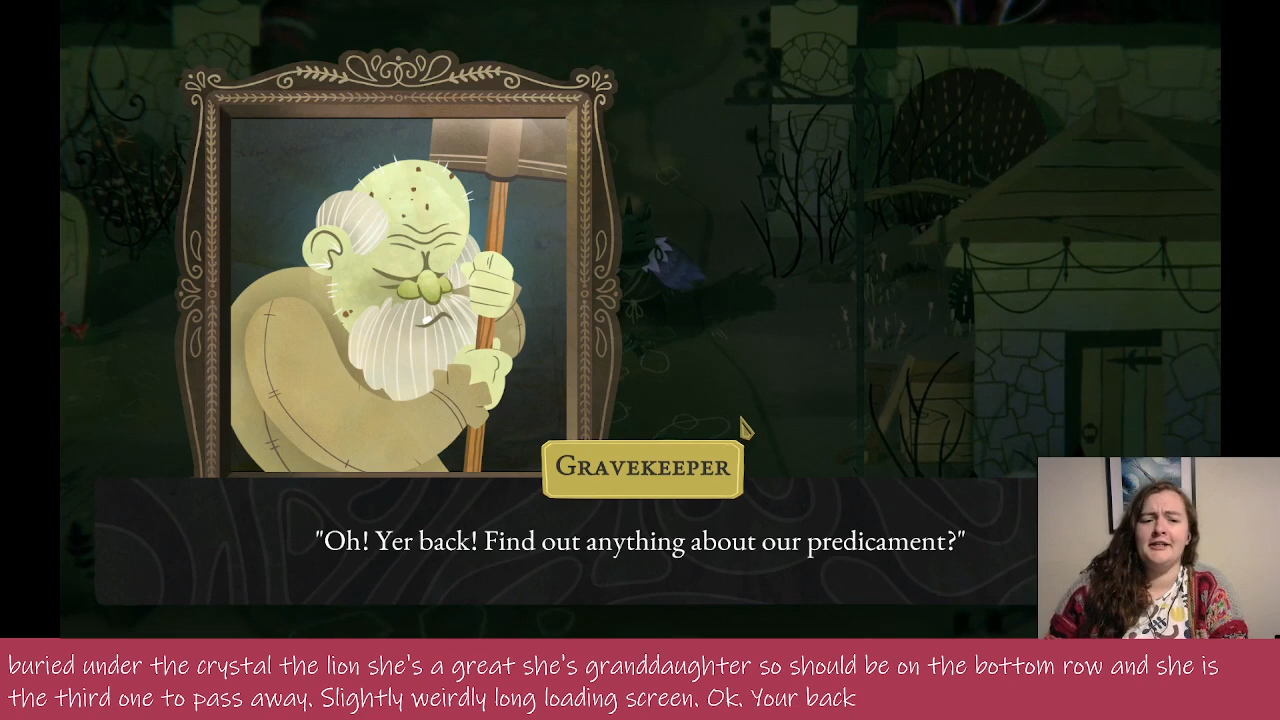 GRAVEKEEPER
"Oh! Yer back! Find out anything about our predicament?"
buried under the crystal the lion she's a great she's granddaughter so should be on the bottom row and she is
the third one to pass away. Slightly weirdly long loading screen. Ok. Your back